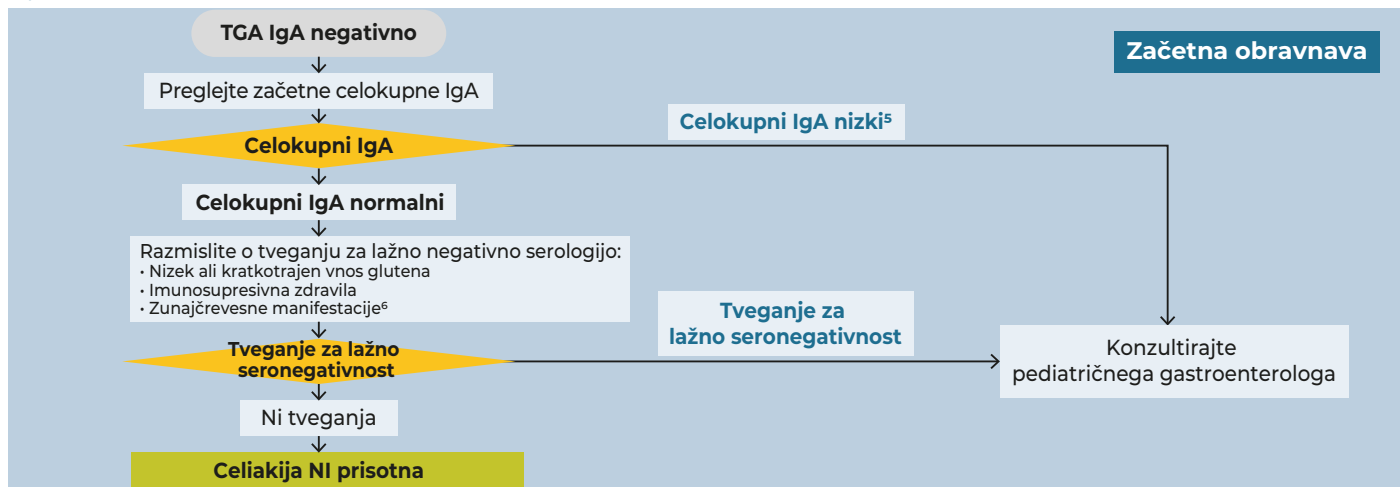 TGA IgA negativno
Začetna obravnava
Preglejte začetne celokupne IgA
Celokupni IgA nizki⁵
Celokupni IgA
Celokupni IgA normalni
Razmislite o tveganju za lažno negativno serologijo:
• Nizek ali kratkotrajen vnos glutena
• Imunosupresivna zdravila
• Zunajčrevesne manifestacije⁶
Tveganje za
lažno seronegativnost
Tveganje za lažno
seronegativnost
Konzultirajte
pediatričnega gastroenterologa
Ni tveganja
Celiakija NI prisotna